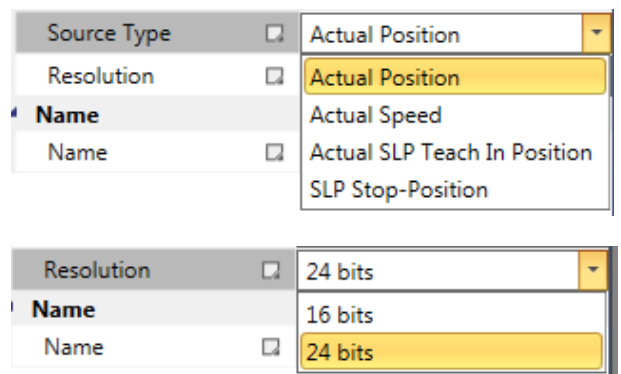 Source Type Actual Position
Resolution Actual Position
Name Actual Speed
Name Actual SLP Teach In Position
SLP Stop-Position
Resolution 24 bits
Name 16 bits
Name 24 bits